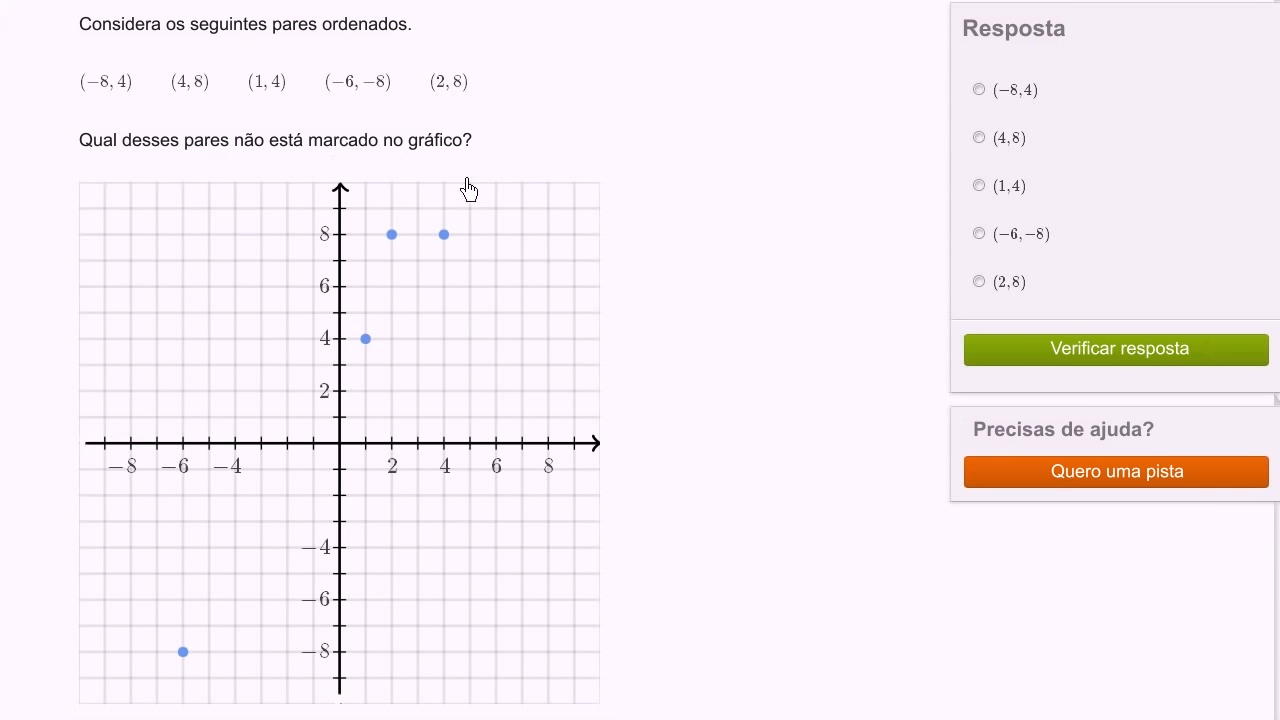 Considera os seguintes pares ordenados.
(−8, 4) (4, 8) (1, 4) (−6, −8) (2, 8)
Qual desses pares não está marcado no gráfico?
8
6
4
2
−8 −6 −4 2 4 6 8
−4
−6
−8
Resposta
(−8,4)
(4,8)
(1,4)
(−6,−8)
(2,8)
Verificar resposta
Precisas de ajuda?
Quero uma pista